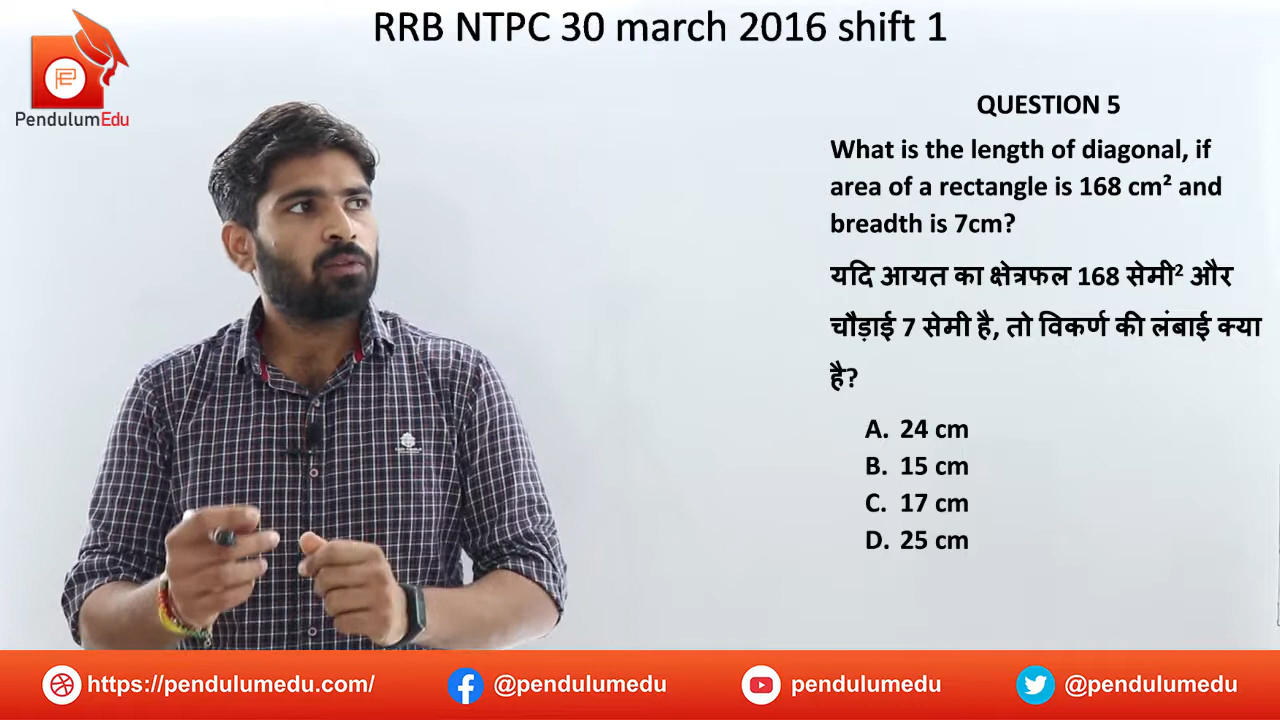 RRB NTPC 30 march 2016 shift 1
PendulumEdu
QUESTION 5
What is the length of diagonal, if
area of a rectangle is 168 cm² and
breadth is 7cm?
यदि आयत का क्षेत्रफल 168 सेमी² और
चौड़ाई 7 सेमी है, तो विकर्ण की लंबाई क्या
है?
A. 24 cm
B. 15 cm
C. 17 cm
D. 25 cm
https://pendulumedu.com/
@pendulumedu
pendulumedu
@pendulumedu